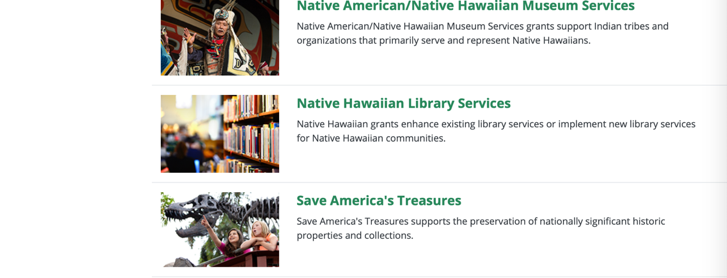 Native American/Native Hawaiian Museum Services
Native American/Native Hawaiian Museum Services grants support Indian tribes and
organizations that primarily serve and represent Native Hawaiians.
Native Hawaiian Library Services
Native Hawaiian grants enhance existing library services or implement new library services
for Native Hawaiian communities.
Save America's Treasures
Save America's Treasures supports the preservation of nationally significant historic
properties and collections.